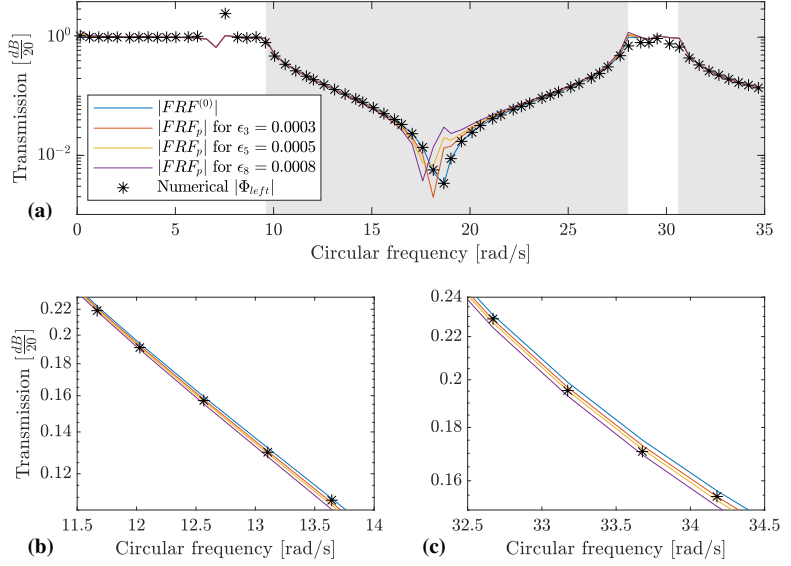 Transmission [dB/20]
10^0
10^{-2}
|FRF^{(0)}|
|FRF_p| for ϵ_3 = 0.0003
|FRF_p| for ϵ_5 = 0.0005
|FRF_p| for ϵ_8 = 0.0008
Numerical |Φ_{left}|
(a)
0 5 10 15 20 25 30 35
Circular frequency [rad/s]
Transmission [dB/20]
0.22
0.2
0.18
0.16
0.14
0.12
11.5 12 12.5 13 13.5 14
(b) Circular frequency [rad/s]
0.24
0.22
0.2
0.18
0.16
32.5 33 33.5 34 34.5
(c) Circular frequency [rad/s]